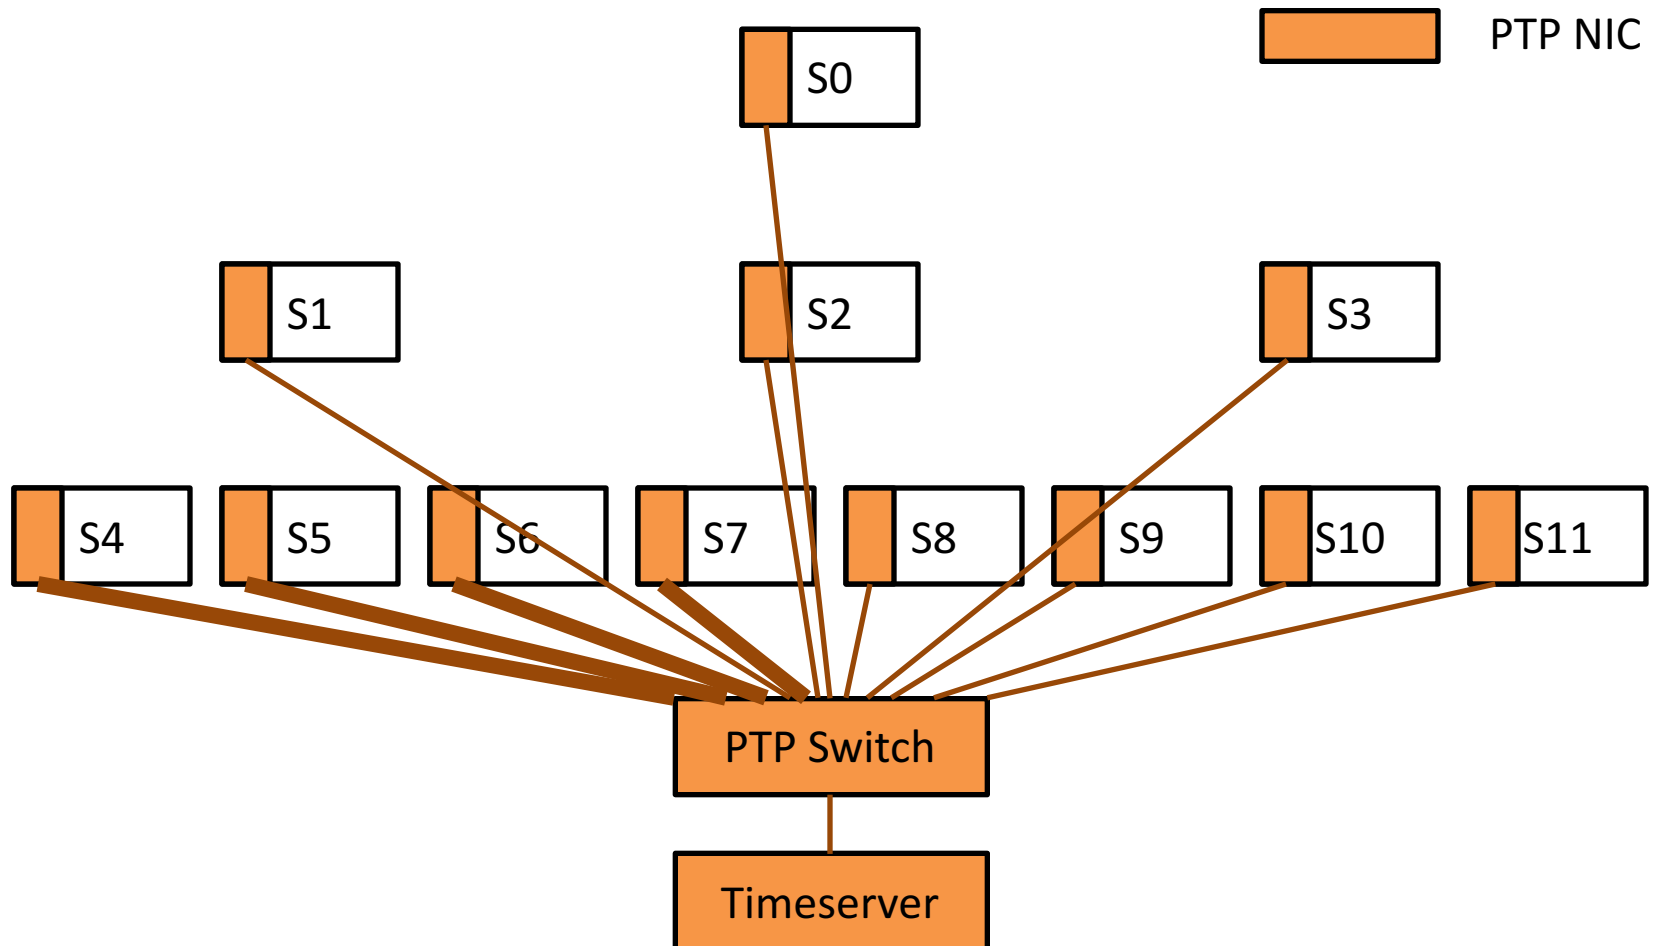 PTP NIC
S0
S1
S2
S3
S4
S5
S6
S7
S8
S9
S10
S11
PTP Switch
Timeserver